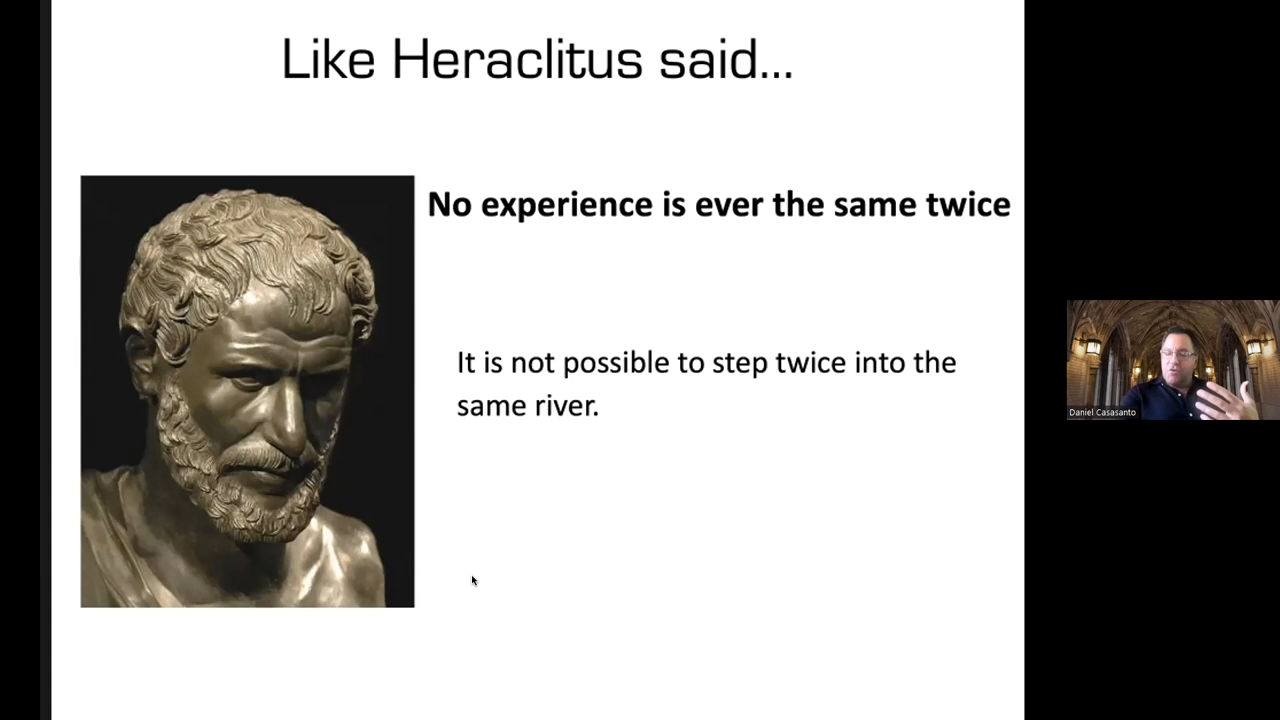 Like Heraclitus said...
No experience is ever the same twice
It is not possible to step twice into the
same river.
Daniel Casasanto